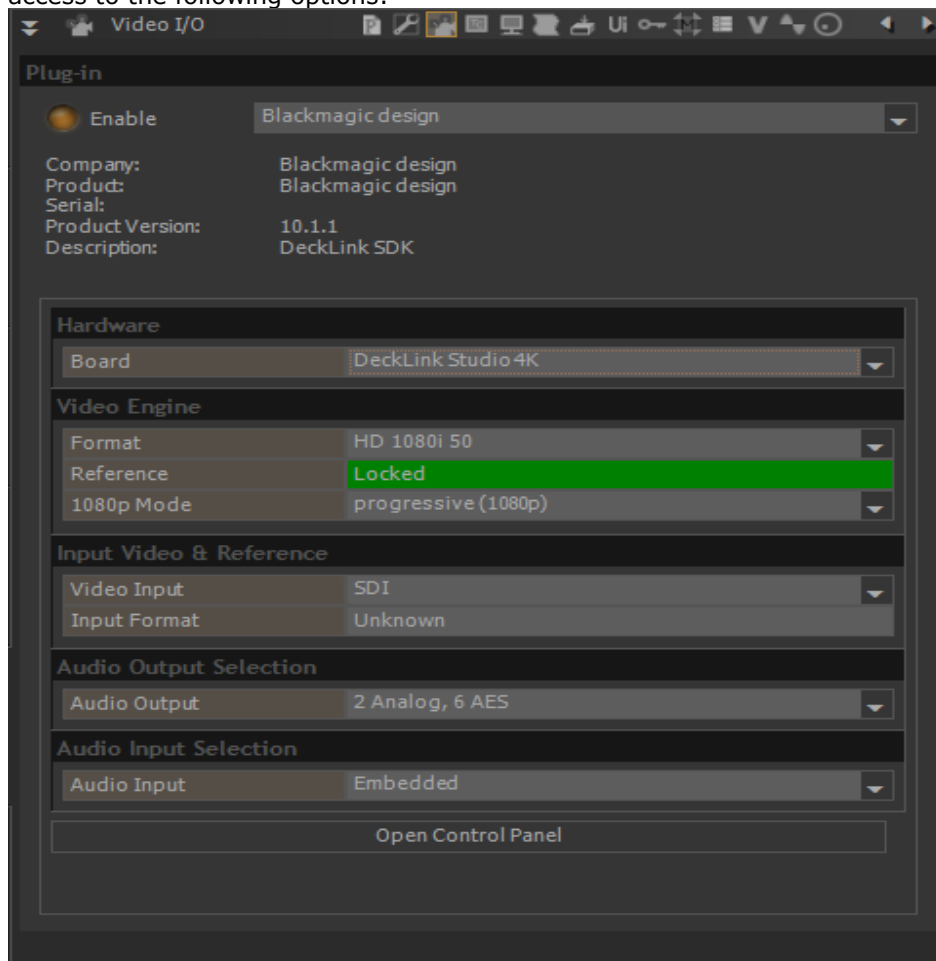 access to the following options:
Video I/O
Ui
V
Plug-in
Enable
Blackmagic design
Company: Blackmagic design
Product: Blackmagic design
Serial:
Product Version: 10.1.1
Description: DeckLink SDK
Hardware
Board DeckLink Studio 4K
Video Engine
Format HD 1080i 50
Reference Locked
1080p Mode progressive (1080p)
Input Video & Reference
Video Input SDI
Input Format Unknown
Audio Output Selection
Audio Output 2 Analog, 6 AES
Audio Input Selection
Audio Input Embedded
Open Control Panel